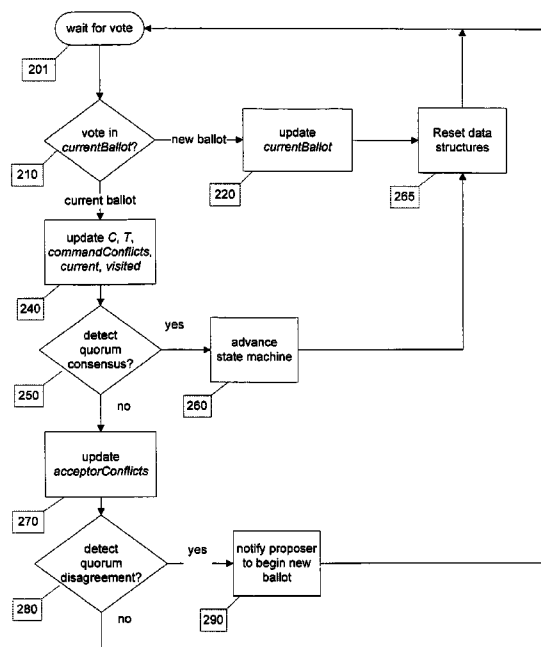 wait for vote
201
vote in
currentBallot?
210
new ballot
update
currentBallot
220
Reset data
structures
265
current ballot
update C, T,
commandConflicts,
current, visited
240
detect
quorum
consensus?
250
yes
advance
state machine
260
no
update
acceptorConflicts
270
detect
quorum
disagreement?
280
yes
notify proposer
to begin new
ballot
290
no